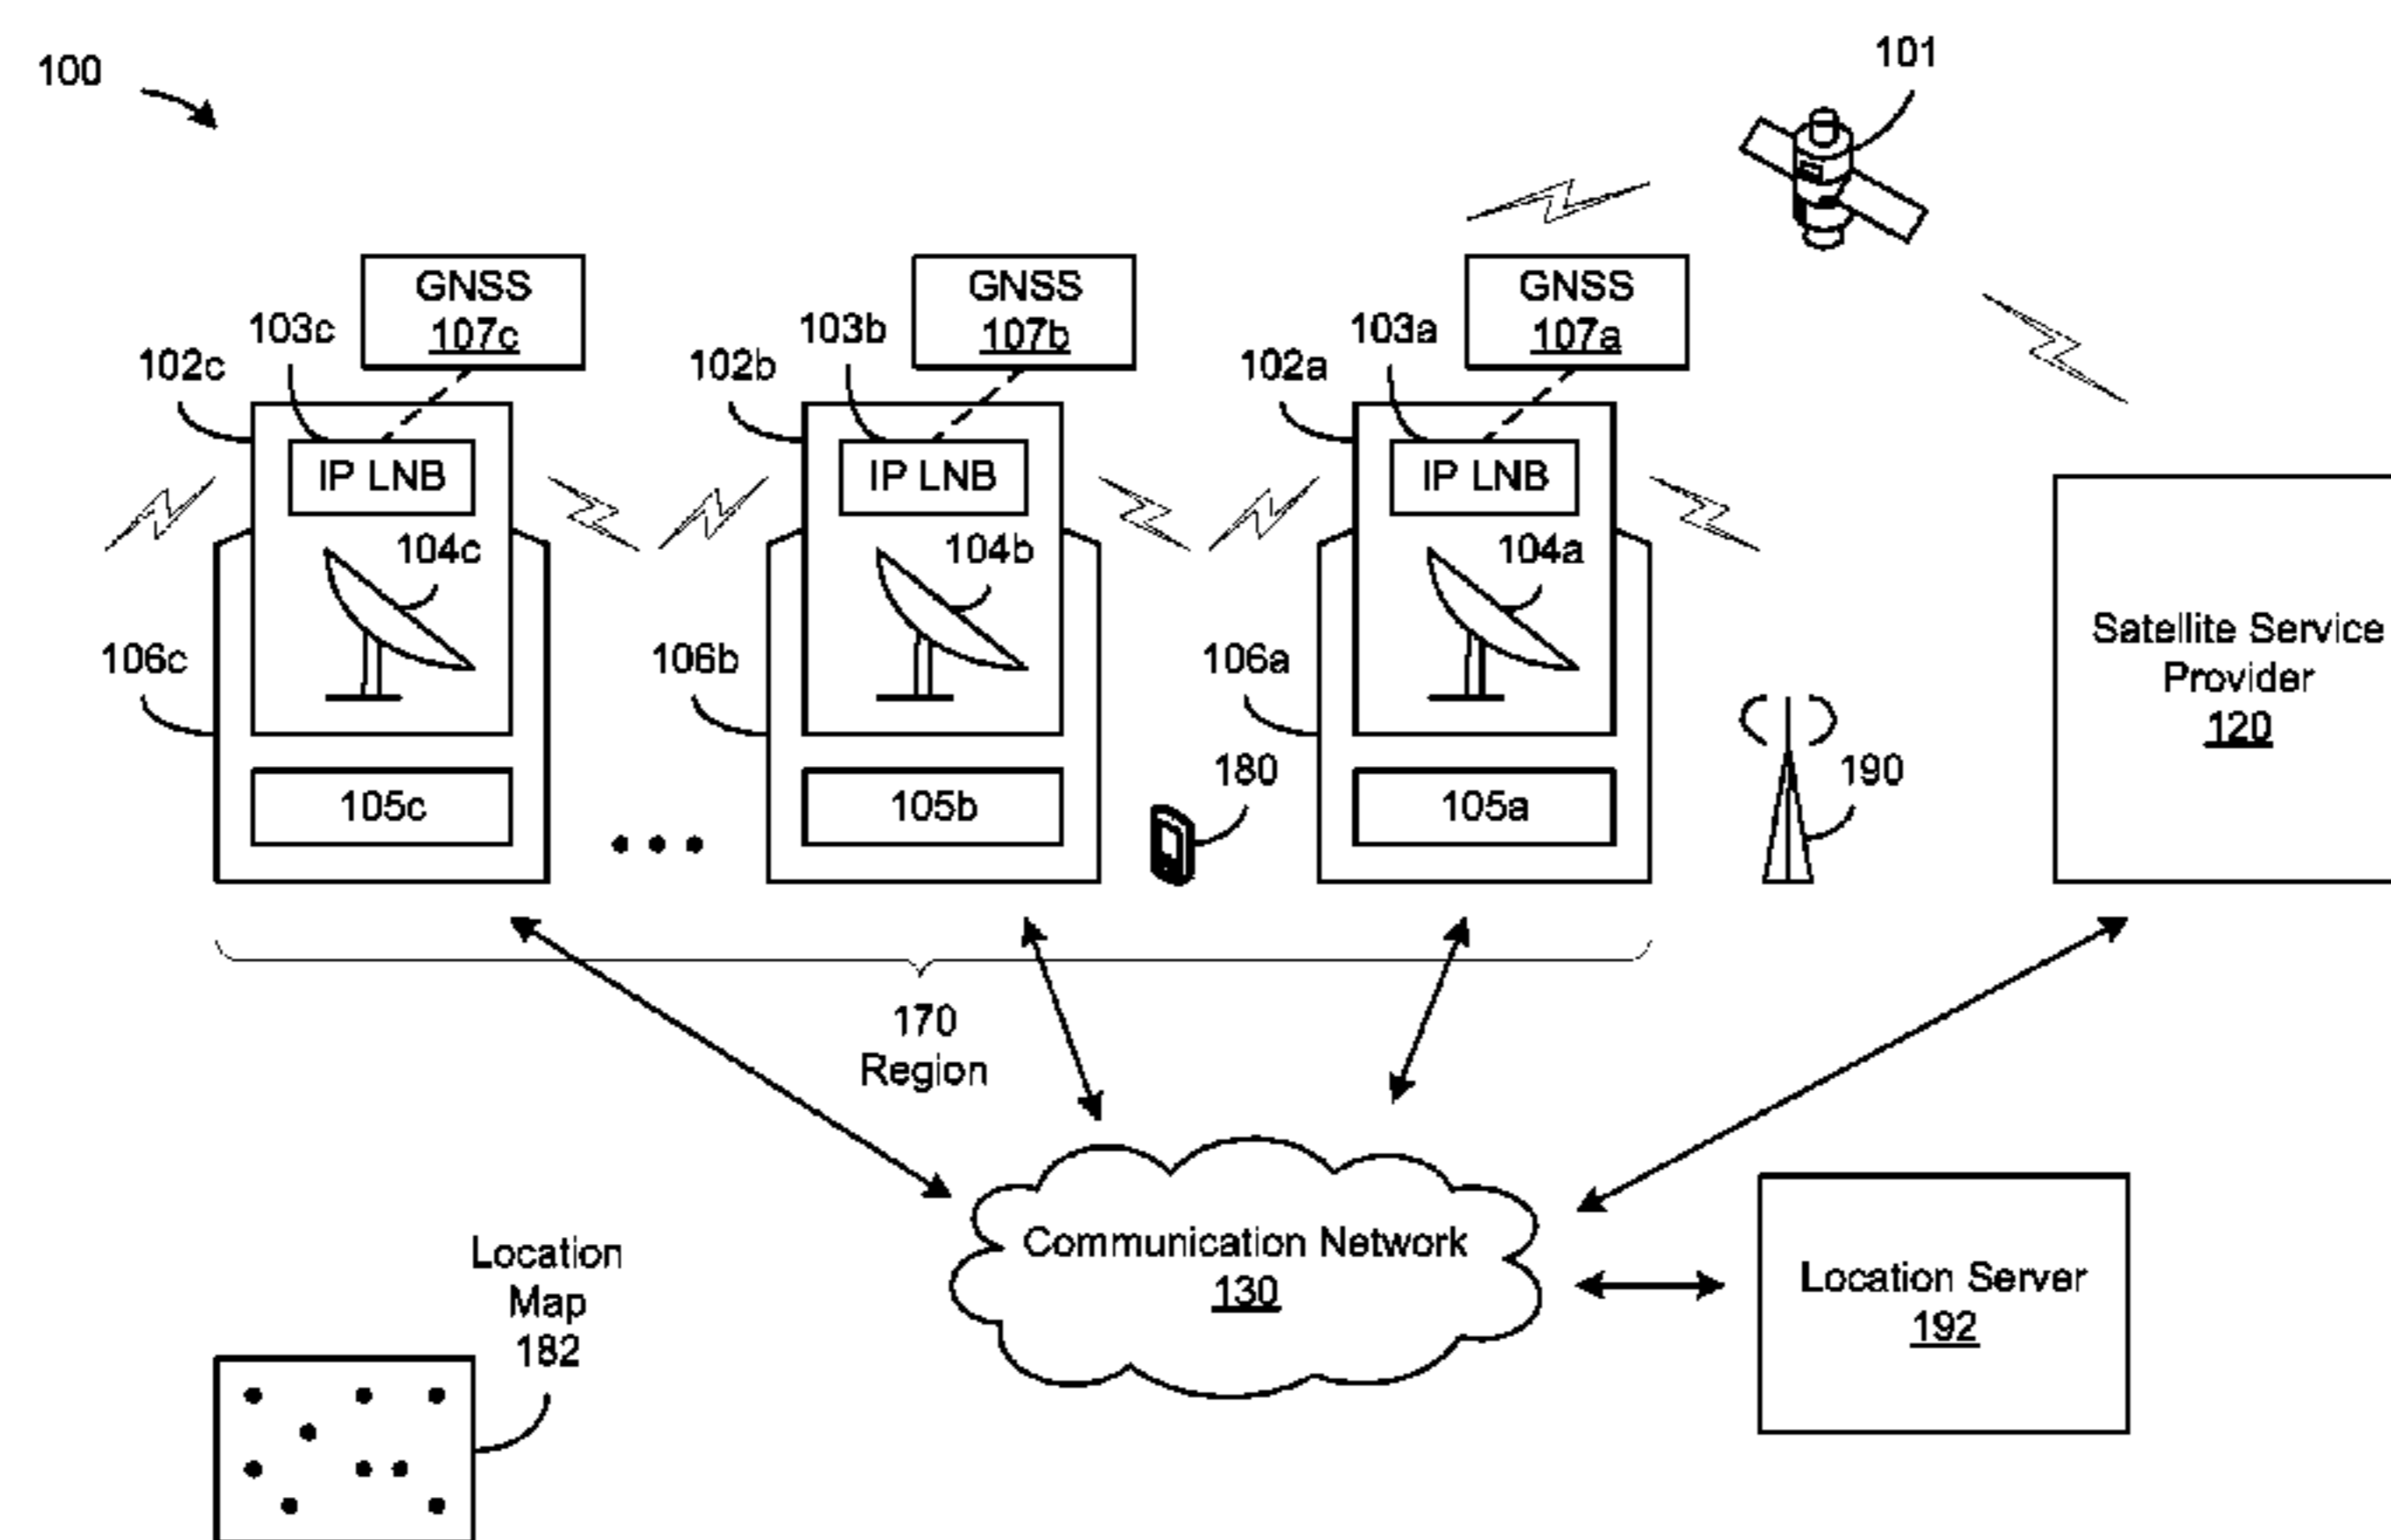 100
101
GNSS
107c
GNSS
107b
GNSS
107a
103c
103b
103a
102c
102b
102a
IP LNB
IP LNB
IP LNB
104c
104b
104a
106c
106b
106a
Satellite Service
Provider
120
180
190
105c
105b
105a
170
Region
Communication Network
130
Location Server
192
Location
Map
182